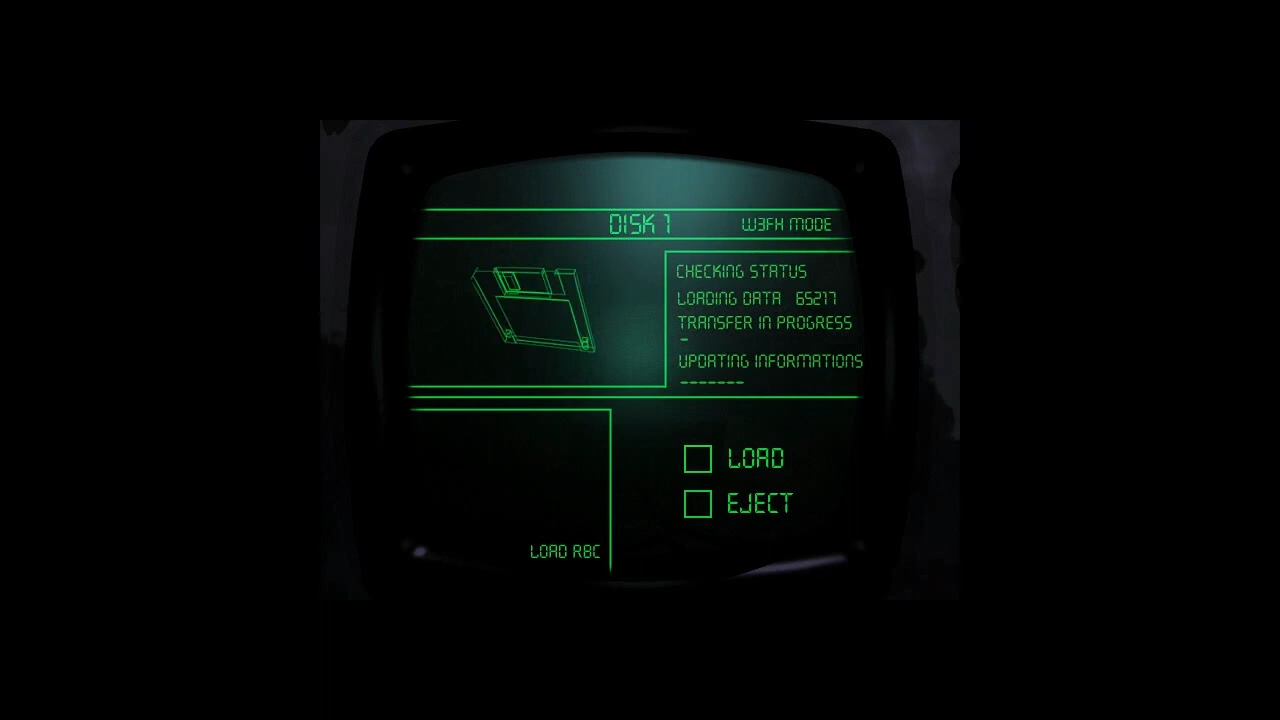 DISK 1
W3FX MODE
CHECKING STATUS
LOADING DATA 65217
TRANSFER IN PROGRESS
-
UPDATING INFORMATIONS
-------
LOAD
EJECT
LOAD RBC